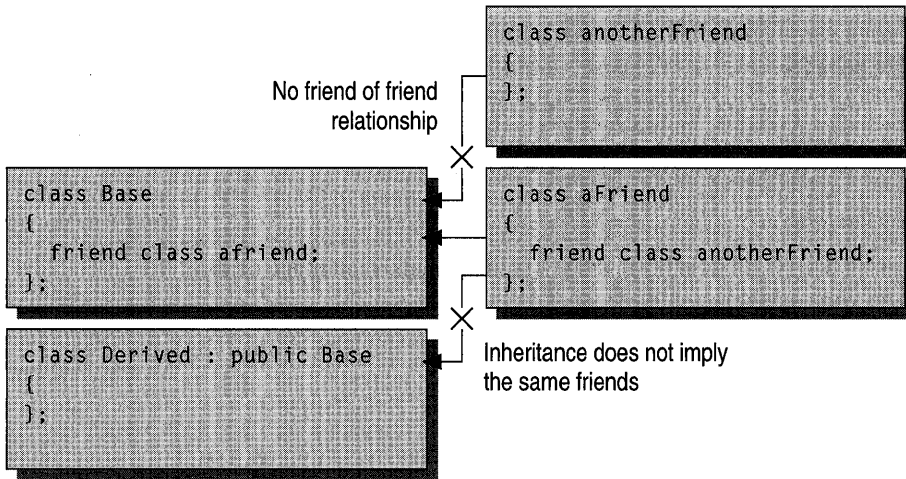 class anotherFriend
{
};
No friend of friend
relationship
class Base
{
friend class afriend;
};
class aFriend
{
friend class anotherFriend;
};
class Derived : public Base
{
};
Inheritance does not imply
the same friends